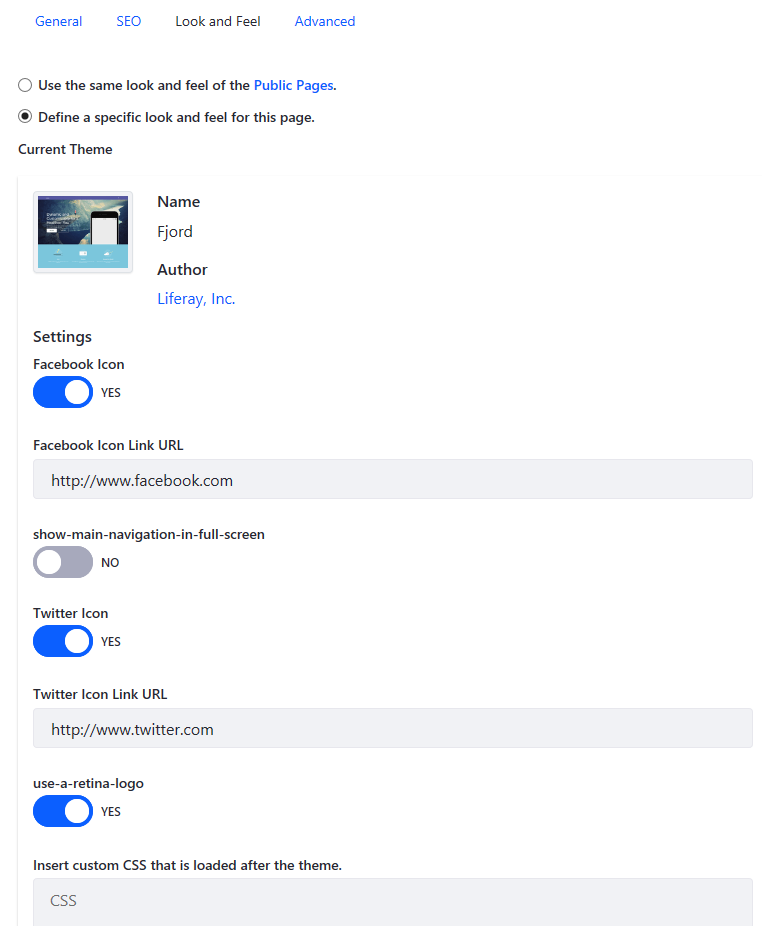 General SEO Look and Feel Advanced
Use the same look and feel of the Public Pages.
Define a specific look and feel for this page.
Current Theme
Name
Fjord
Author
Liferay, Inc.
Settings
Facebook Icon
YES
Facebook Icon Link URL
http://www.facebook.com
show-main-navigation-in-full-screen
NO
Twitter Icon
YES
Twitter Icon Link URL
http://www.twitter.com
use-a-retina-logo
YES
Insert custom CSS that is loaded after the theme.
CSS